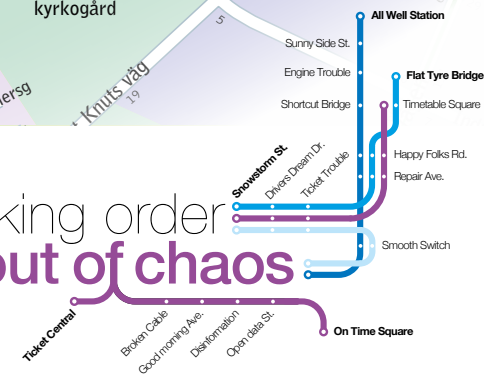 kyrkogård
5
ersg
t Knuts väg
19
All Well Station
Sunny Side St.
Engine Trouble
Flat Tyre Bridge
Shortcut Bridge
Timetable Square
Happy Folks Rd.
Repair Ave.
Snowstorm St.
Drivers Dream Dr.
Ticket Trouble
king order
out of chaos
Smooth Switch
Ticket Central
Broken Cable
Good morning Ave.
Disinformation
Open data St.
On Time Square